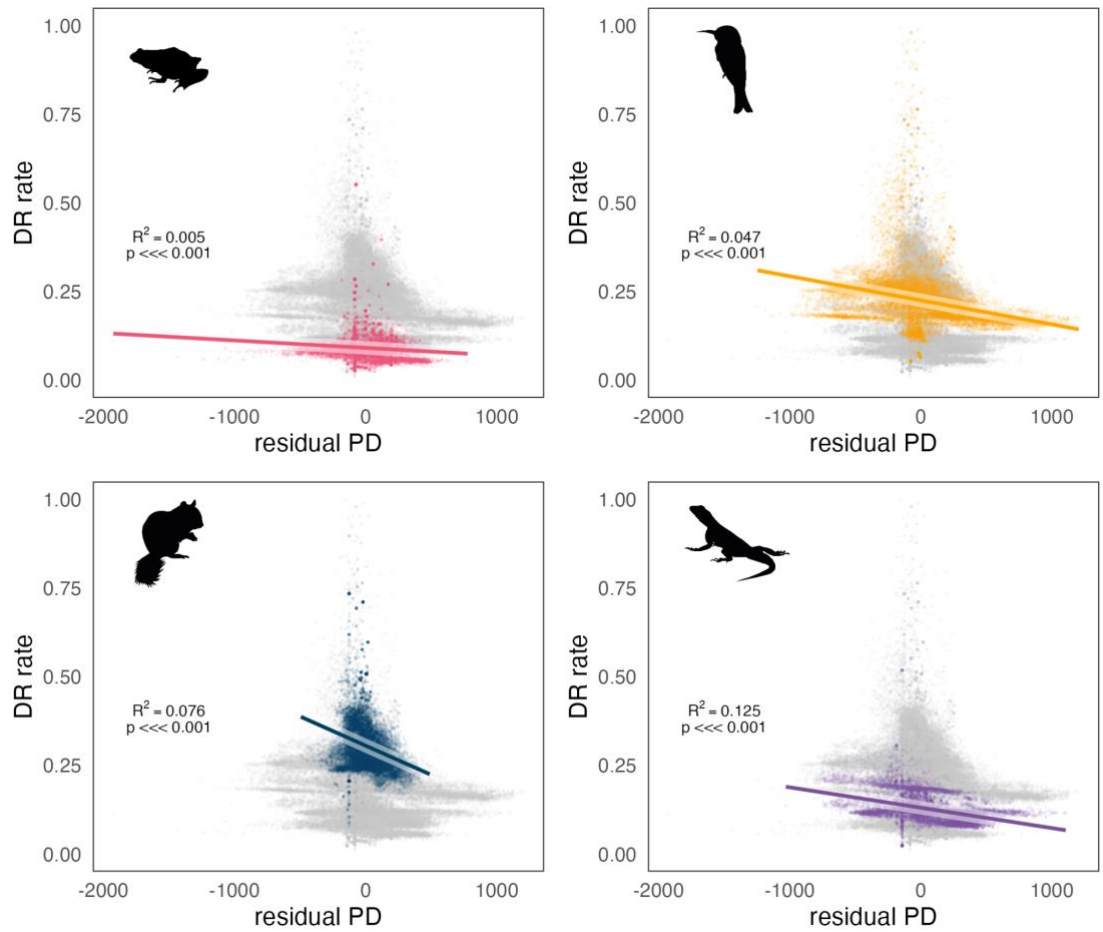 1.00
0.75
0.50
0.25
0.00
DR rate
R² = 0.005
p <<< 0.001
-2000 -1000 0 1000
residual PD
1.00
0.75
0.50
0.25
0.00
DR rate
R² = 0.047
p <<< 0.001
-2000 -1000 0 1000
residual PD
1.00
0.75
0.50
0.25
0.00
DR rate
R² = 0.076
p <<< 0.001
-2000 -1000 0 1000
residual PD
1.00
0.75
0.50
0.25
0.00
DR rate
R² = 0.125
p <<< 0.001
-2000 -1000 0 1000
residual PD